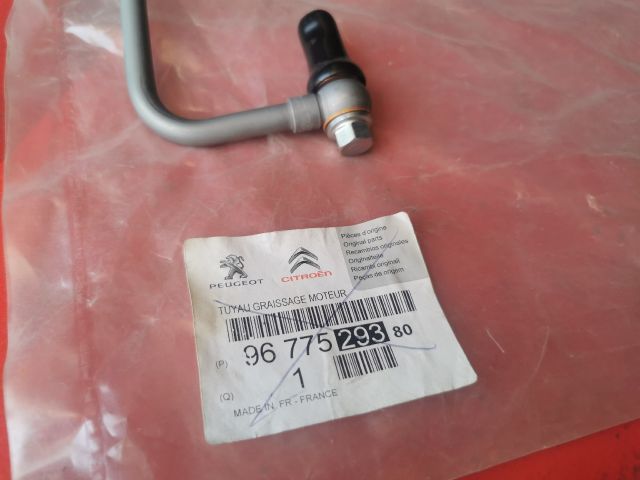 PEUGEOT
CITROËN
Pièces d'origine
Original parts
Recambios originales
Originalteile
Ricambi originali
Peças de origem
TUYAU GRAISSAGE MOTEUR
(P) 96 775 293 80
(Q) 1
MADE IN FR - FRANCE